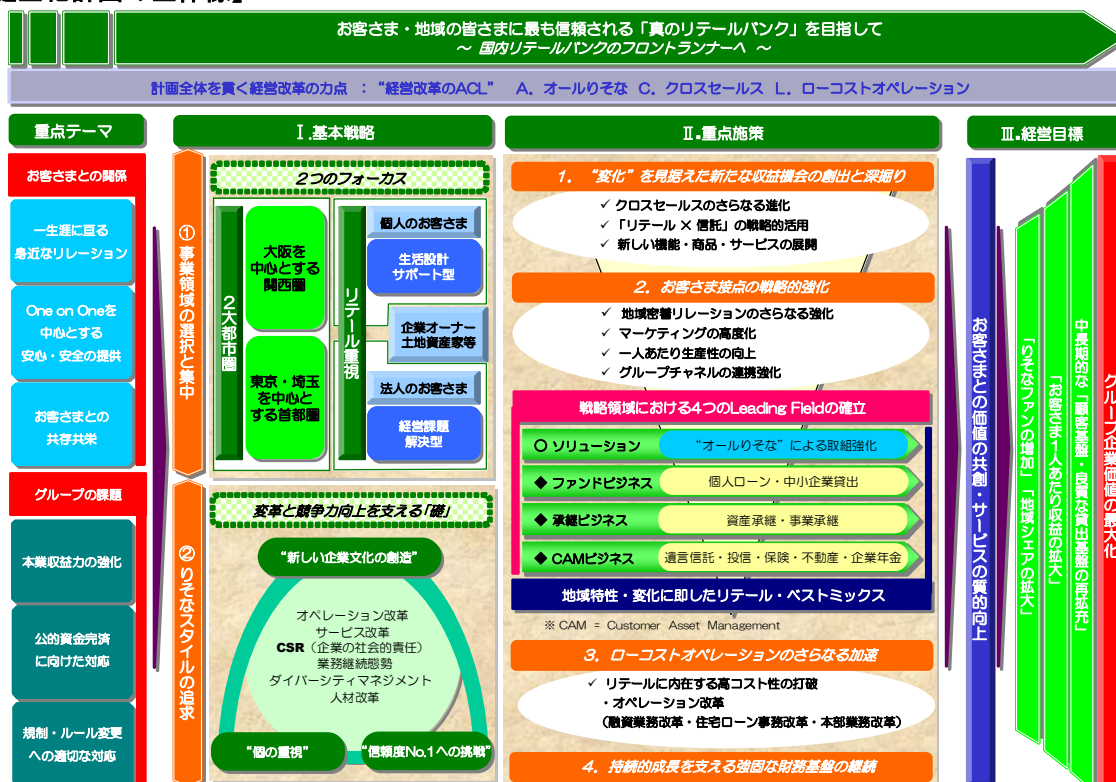 お客さま・地域の皆さまに最も信頼される「真のリテールバンク」を目指して
～ 国内リテールバンクのフロントランナーへ ～
計画全体を貫く経営改革の力点 ：“経営改革のACL” A．オールりそな C．クロスセールス L．ローコストオペレーション
重点テーマ
お客さまとの関係
一生涯に亘る
身近なリレーション
One on Oneを
中心とする
安心・安全の提供
お客さまとの
共存共栄
グループの課題
本業収益力の強化
公的資金完済
に向けた対応
規制・ルール変更
への適切な対応
Ⅰ.基本戦略
①事業領域の選択と集中
2つのフォーカス
2大都市圏
大阪を
中心とする
関西圏
東京・埼玉
を中心と
する首都圏
リテール重視
個人のお客さま
生活設計
サポート型
企業オーナー
土地資産家等
法人のお客さま
経営課題
解決型
②りそなスタイルの追求
変革と競争力向上を支える「礎」
“新しい企業文化の創造”
オペレーション改革
サービス改革
CSR（企業の社会的責任）
業務継続態勢
ダイバーシティマネジメント
人材改革
“個の重視”
“信頼度No.1への挑戦”
Ⅱ.重点施策
1. “変化”を見据えた新たな収益機会の創出と深掘り
✓ クロスセールスのさらなる進化
✓ 「リテール × 信託」の戦略的活用
✓ 新しい機能・商品・サービスの展開
2. お客さま接点の戦略的強化
✓ 地域密着リレーションのさらなる強化
✓ マーケティングの高度化
✓ 一人あたり生産性の向上
✓ グループチャネルの連携強化
戦略領域における4つのLeading Fieldの確立
○ ソリューション “オールりそな”による取組強化
◆ ファンドビジネス 個人ローン・中小企業貸出
◆ 承継ビジネス 資産承継・事業承継
◆ CAMビジネス 遺言信託・投信・保険・不動産・企業年金
地域特性・変化に即したリテール・ベストミックス
※ CAM = Customer Asset Management
3. ローコストオペレーションのさらなる加速
✓ リテールに内在する高コスト性の打破
・オペレーション改革
（融資業務改革・住宅ローン事務改革・本部業務改革）
4. 持続的成長を支える強固な財務基盤の継続
Ⅲ.経営目標
お客さまとの価値の共創・サービスの質的向上
「りそなファンの増加」「地域シェアの拡大」
「お客さま1人あたり収益の拡大」
中長期的な「顧客基盤・良質な貸出基盤の再拡充」
グループ企業価値の最大化